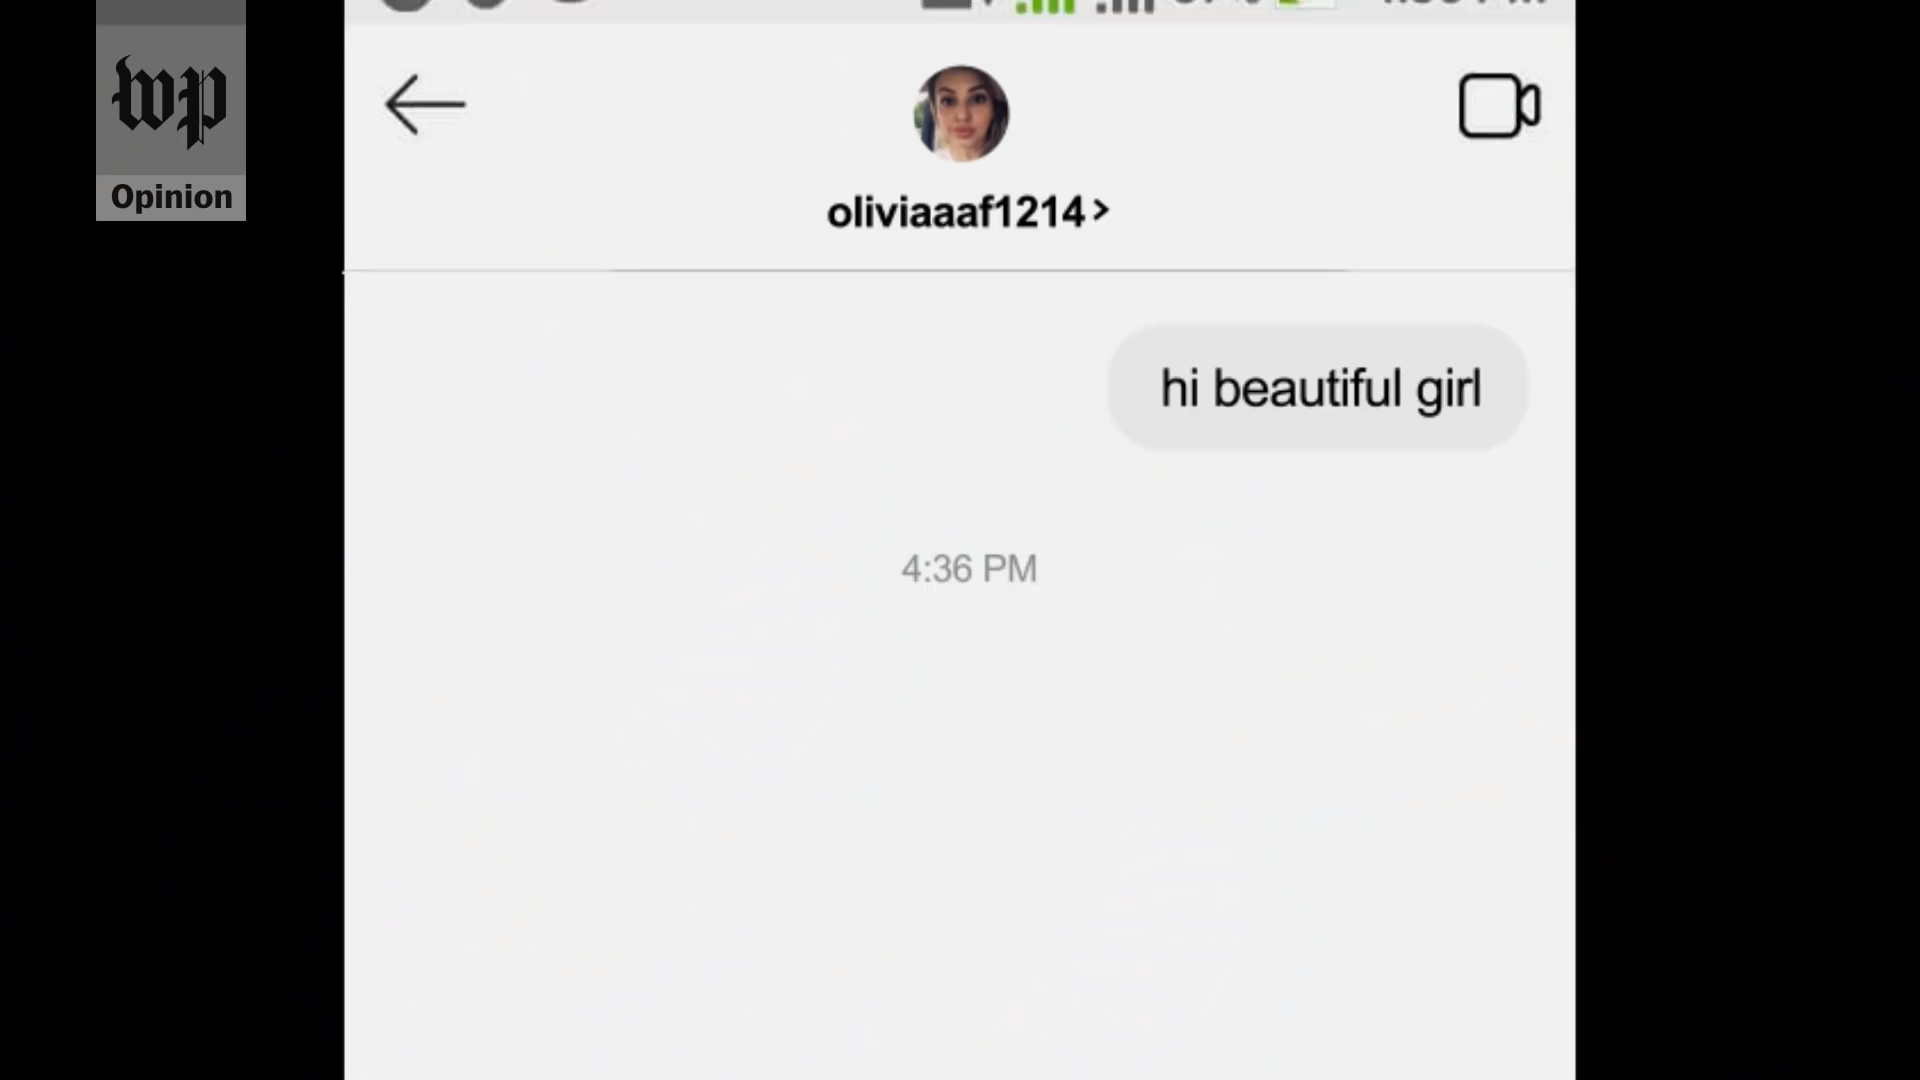 wp
Opinion
oliviaaaf1214 >
hi beautiful girl
4:36 PM